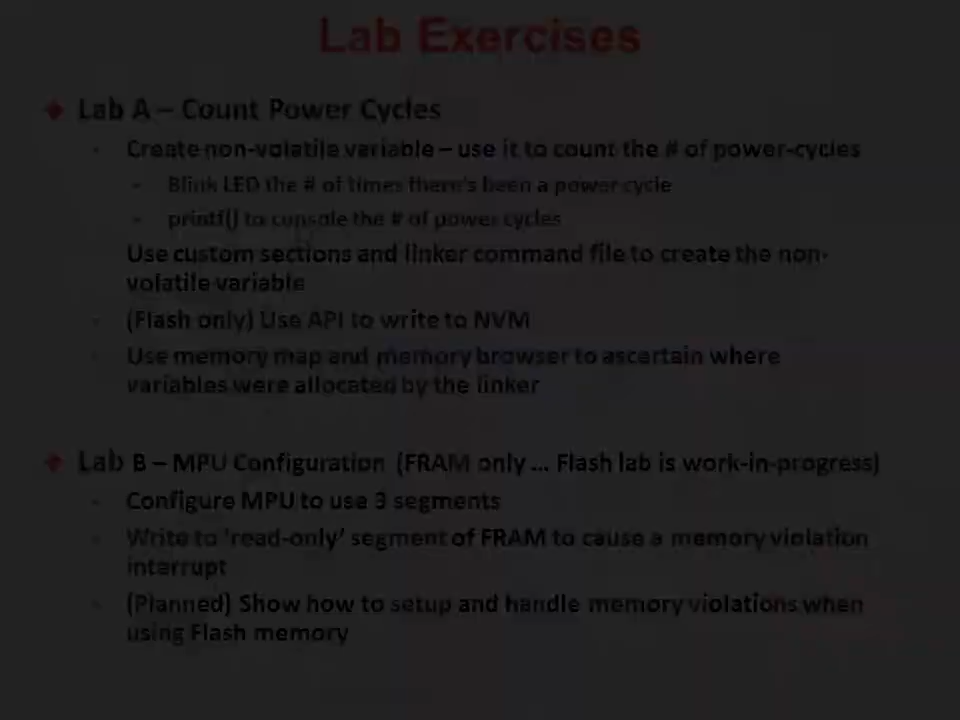 Lab Exercises
Lab A – Count Power Cycles
Create non-volatile variable – use it to count the # of power-cycles
Blink LED the # of times there's been a power cycle
printf() to console the # of power cycles
Use custom sections and linker command file to create the non-
volatile variable
(Flash only) Use API to write to NVM
Use memory map and memory browser to ascertain where
variables were allocated by the linker
Lab B – MPU Configuration (FRAM only ... Flash lab is work-in-progress)
Configure MPU to use 3 segments
Write to 'read-only' segment of FRAM to cause a memory violation
interrupt
(Planned) Show how to setup and handle memory violations when
using Flash memory